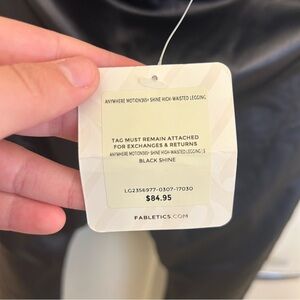 ANYWHERE MOTION365+ SHINE HIGH-WAISTED LEGGING
TAG MUST REMAIN ATTACHED
FOR EXCHANGES & RETURNS
ANYWHERE MOTION365+ SHINE HIGH-WAISTED LEGGING | S
BLACK SHINE
LG2356977-0307-17030
$84.95
FABLETICS.COM